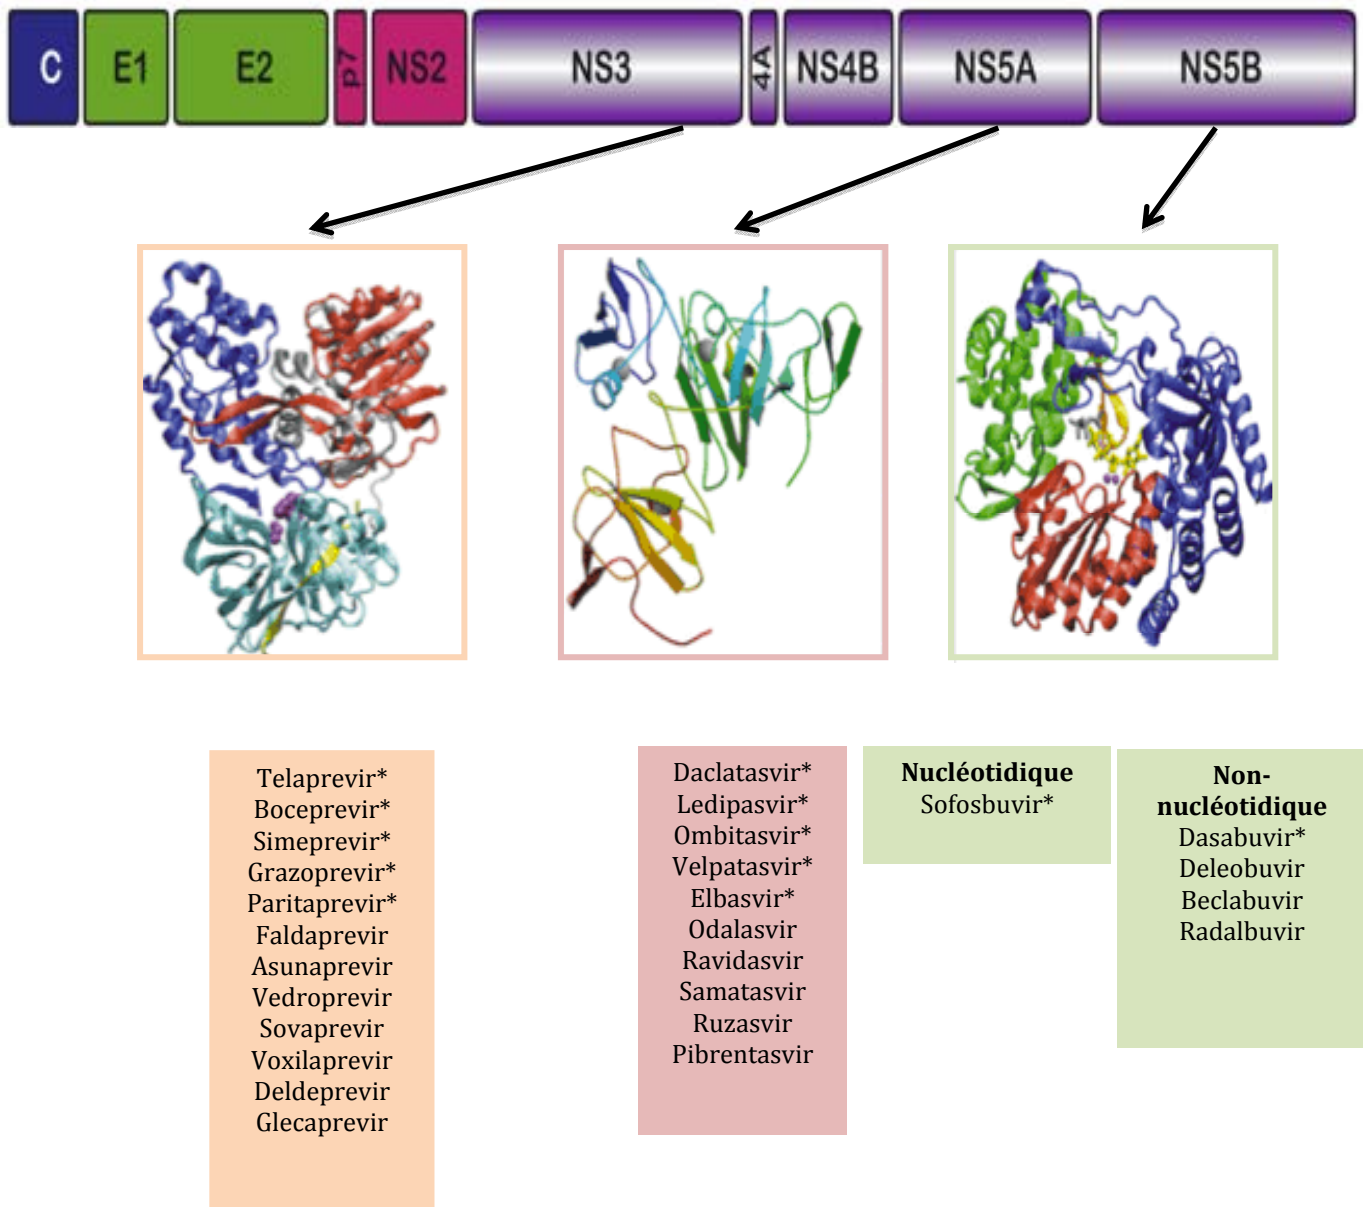 C E1 E2 p7 NS2 NS3 4A NS4B NS5A NS5B
Telaprevir*
Boceprevir*
Simeprevir*
Grazoprevir*
Paritaprevir*
Faldaprevir
Asunaprevir
Vedroprevir
Sovaprevir
Voxilaprevir
Deldeprevir
Glecaprevir
Daclatasvir*
Ledipasvir*
Ombitasvir*
Velpatasvir*
Elbasvir*
Odalasvir
Ravidasvir
Samatasvir
Ruzasvir
Pibrentasvir
Nucléotidique
Sofosbuvir*
Non-
nucléotidique
Dasabuvir*
Deleobuvir
Beclabuvir
Radalbuvir